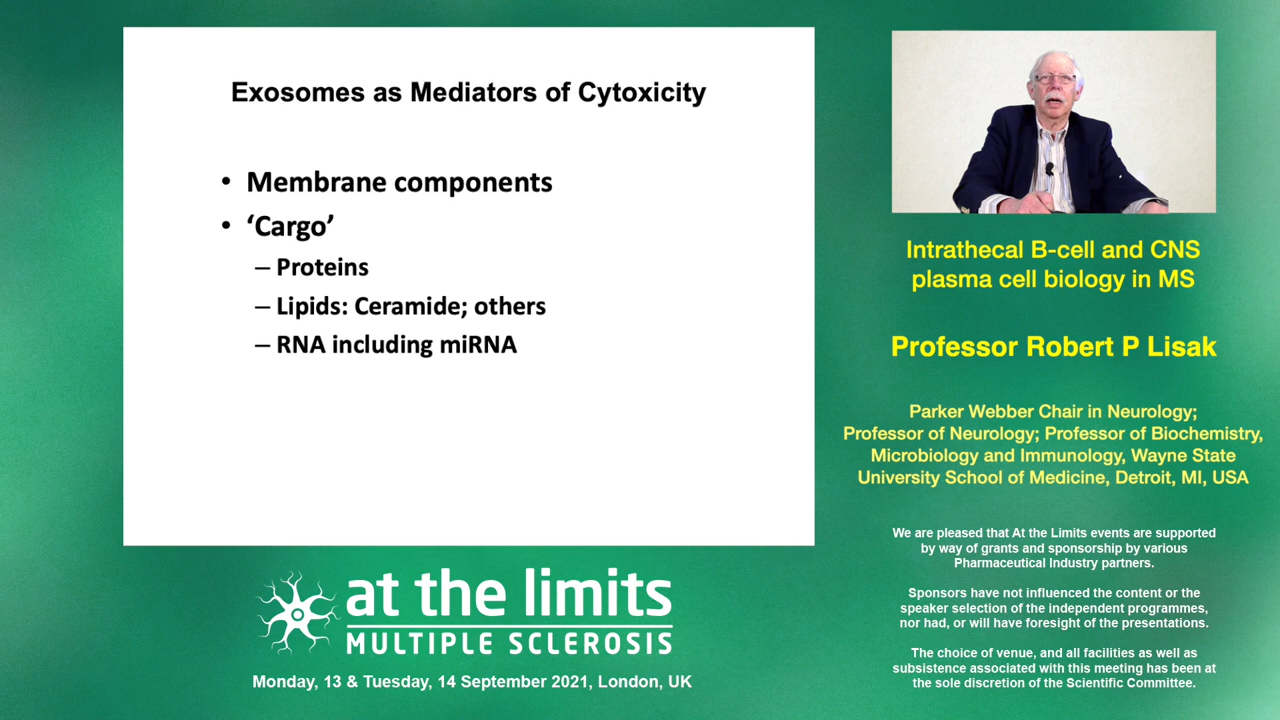 Exosomes as Mediators of Cytoxicity
• Membrane components
• ‘Cargo’
– Proteins
– Lipids: Ceramide; others
– RNA including miRNA
at the limits
MULTIPLE SCLEROSIS
Monday, 13 & Tuesday, 14 September 2021, London, UK
Intrathecal B-cell and CNS
plasma cell biology in MS
Professor Robert P Lisak
Parker Webber Chair in Neurology;
Professor of Neurology; Professor of Biochemistry,
Microbiology and Immunology, Wayne State
University School of Medicine, Detroit, MI, USA
We are pleased that At the Limits events are supported
by way of grants and sponsorship by various
Pharmaceutical Industry partners.
Sponsors have not influenced the content or the
speaker selection of the independent programmes,
nor had, or will have foresight of the presentations.
The choice of venue, and all facilities as well as
subsistence associated with this meeting has been at
the sole discretion of the Scientific Committee.